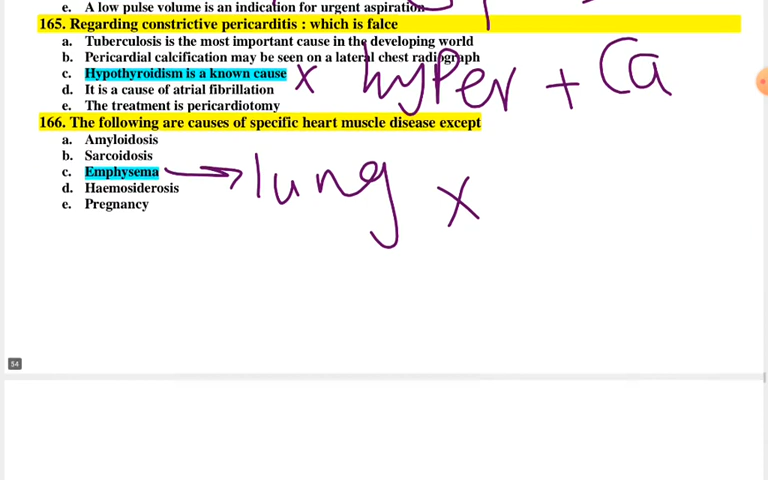 e. A low pulse volume is an indication for urgent aspiration
165. Regarding constrictive pericarditis : which is falce
a. Tuberculosis is the most important cause in the developing world
b. Pericardial calcification may be seen on a lateral chest radiograph
c. Hypothyroidism is a known cause x hyper + Ca
d. It is a cause of atrial fibrillation
e. The treatment is pericardiotomy
166. The following are causes of specific heart muscle disease except
a. Amyloidosis
b. Sarcoidosis
c. Emphysema → lung x
d. Haemosiderosis
e. Pregnancy
54